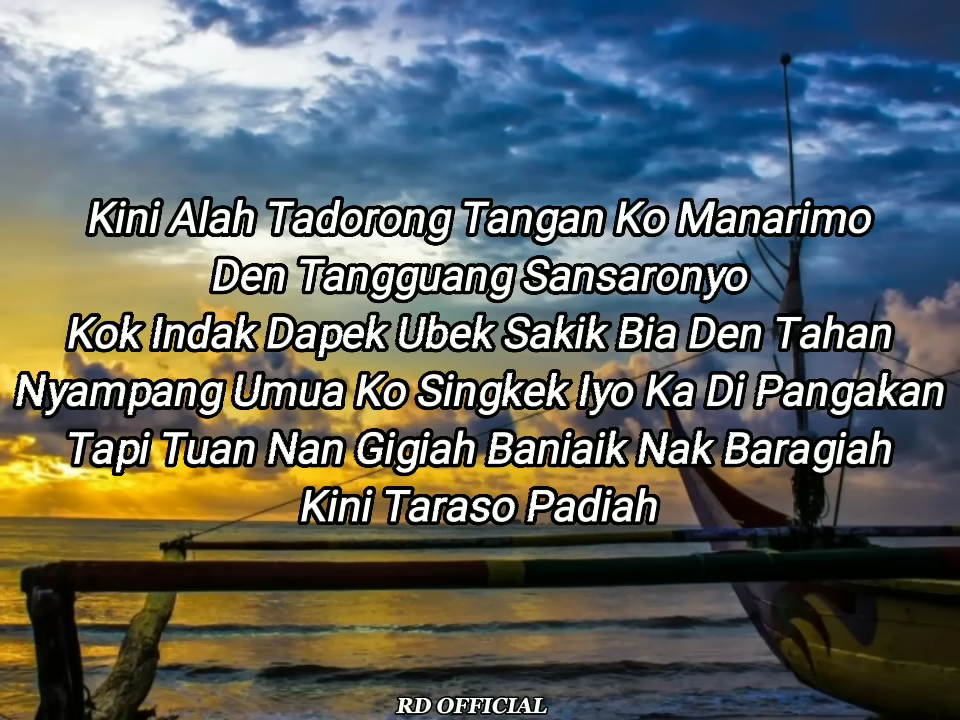 Kini Alah Tadorong Tangan Ko Manarimo
Den Tangguang Sansaronyo
Kok Indak Dapek Ubek Sakik Bia Den Tahan
Nyampang Umua Ko Singkek Iyo Ka Di Pangakan
Tapi Tuan Nan Gigiah Baniaik Nak Baragiah
Kini Taraso Padiah
RD OFFICIAL